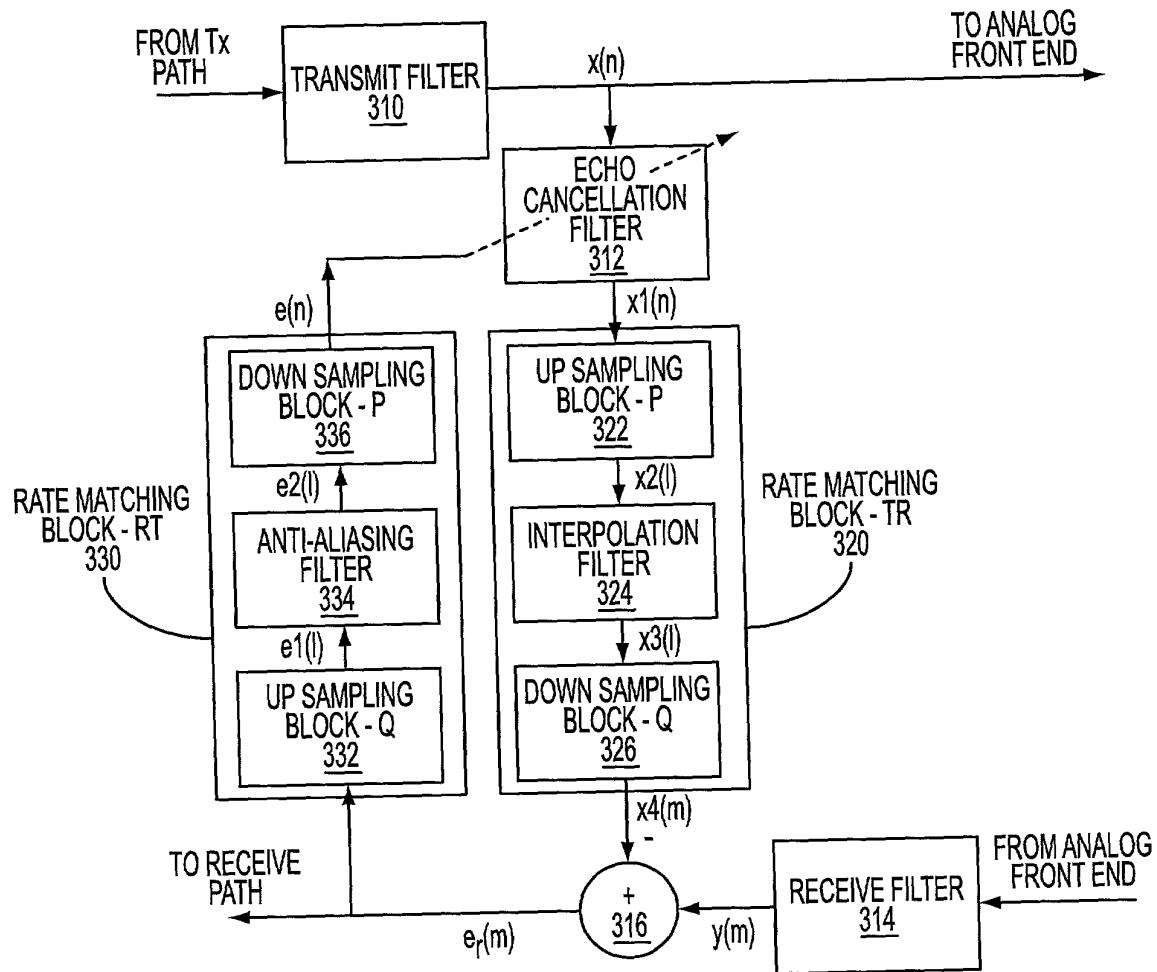 FROM Tx
PATH
TRANSMIT FILTER
310
x(n)
TO ANALOG
FRONT END
ECHO
CANCELLATION
FILTER
312
e(n)
x1(n)
DOWN SAMPLING
BLOCK - P
336
UP SAMPLING
BLOCK - P
322
e2(l)
x2(l)
RATE MATCHING
BLOCK - RT
330
ANTI-ALIASING
FILTER
334
INTERPOLATION
FILTER
324
RATE MATCHING
BLOCK - TR
320
e1(l)
x3(l)
UP SAMPLING
BLOCK - Q
332
DOWN SAMPLING
BLOCK - Q
326
x4(m)
-
TO RECEIVE
PATH
e_r(m)
+
316
y(m)
RECEIVE FILTER
314
FROM ANALOG
FRONT END